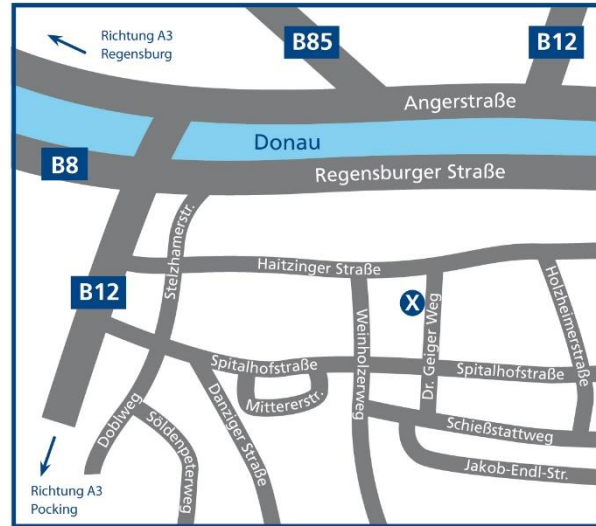 Richtung A3
Regensburg
B85
B12
Angerstraße
Donau
B8
Regensburger Straße
Stelzhamerstr.
Haitzinger Straße
B12
X
Weinholzerweg
Dr. Geiger Weg
Holzheimerstraße
Spitalhofstraße
Spitalhofstraße
Mittererstr.
Danziger Straße
Doblweg
Söldenpeterweg
Schießstattweg
Jakob-Endl-Str.
Richtung A3
Pocking